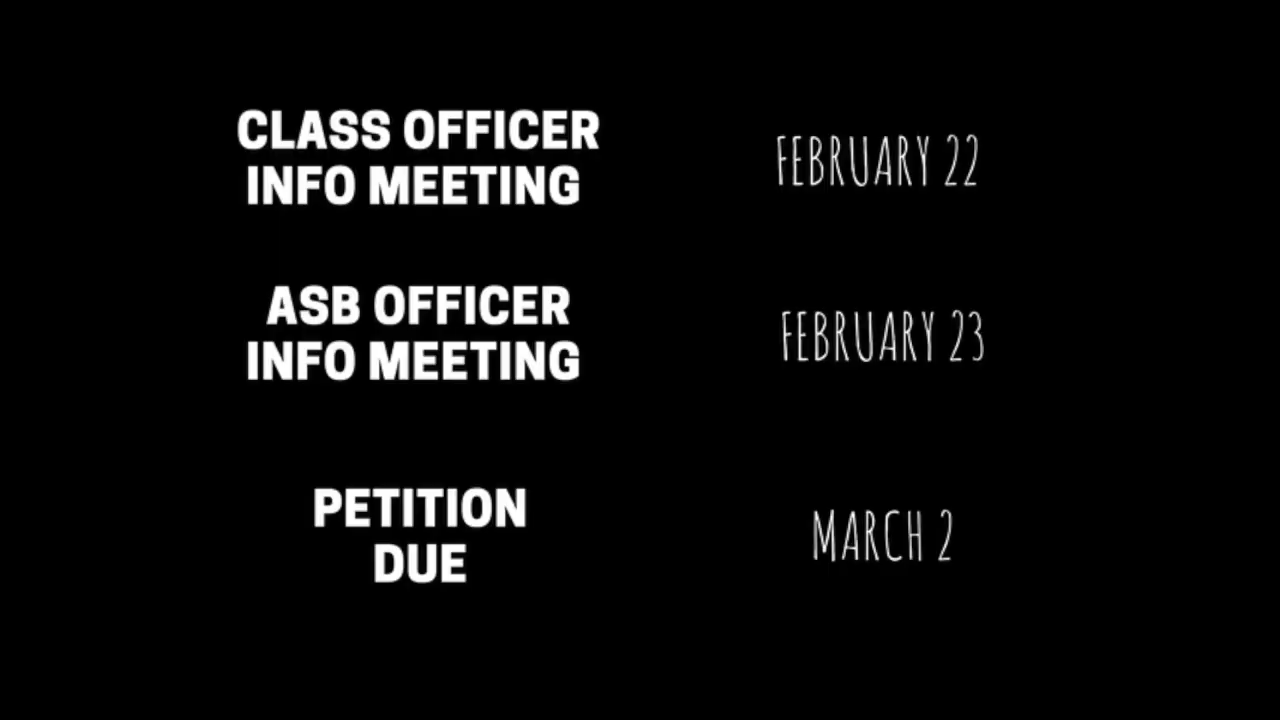 CLASS OFFICER
INFO MEETING
FEBRUARY 22
ASB OFFICER
INFO MEETING
FEBRUARY 23
PETITION
DUE
MARCH 2